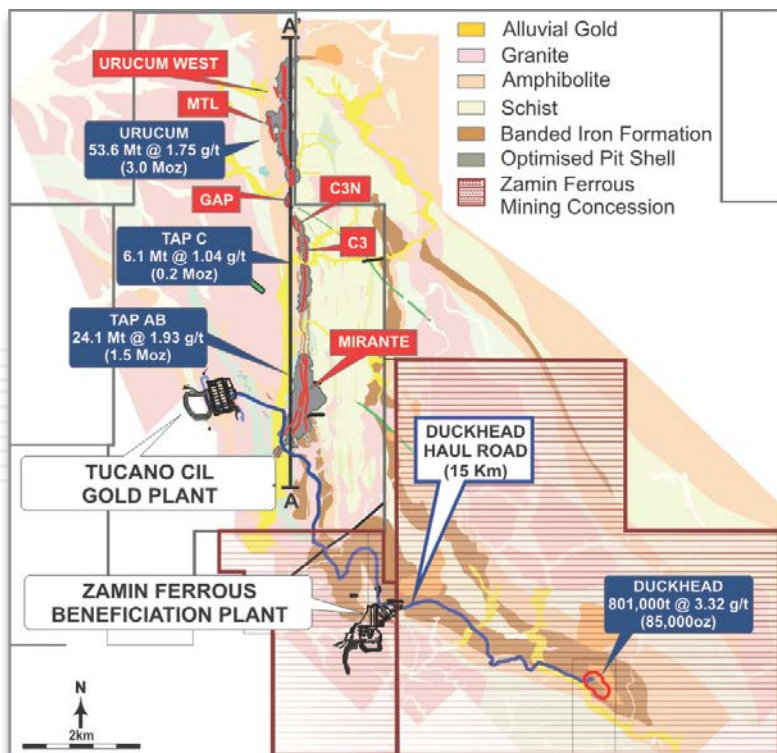 A'
URUCUM WEST
MTL
URUCUM
53.6 Mt @ 1.75 g/t
(3.0 Moz)
GAP
C3N
C3
TAP C
6.1 Mt @ 1.04 g/t
(0.2 Moz)
TAP AB
24.1 Mt @ 1.93 g/t
(1.5 Moz)
MIRANTE
Alluvial Gold
Granite
Amphibolite
Schist
Banded Iron Formation
Optimised Pit Shell
Zamin Ferrous
Mining Concession
TUCANO CIL
GOLD PLANT
A
DUCKHEAD
HAUL ROAD
(15 Km)
ZAMIN FERROUS
BENEFICIATION PLANT
DUCKHEAD
801,000t @ 3.32 g/t
(85,000oz)
N
2km